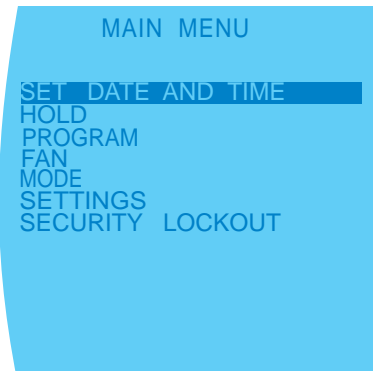 MAIN MENU
SET DATE AND TIME
HOLD
PROGRAM
FAN
MODE
SETTINGS
SECURITY LOCKOUT